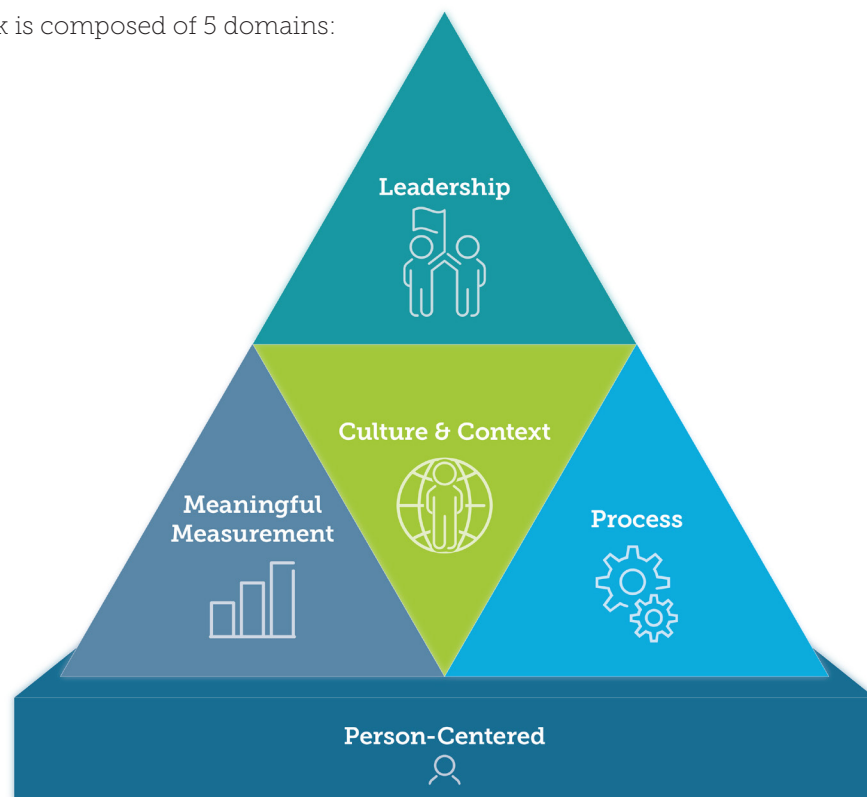 is composed of 5 domains:
Leadership
Culture & Context
Meaningful
Measurement
Process
Person-Centered